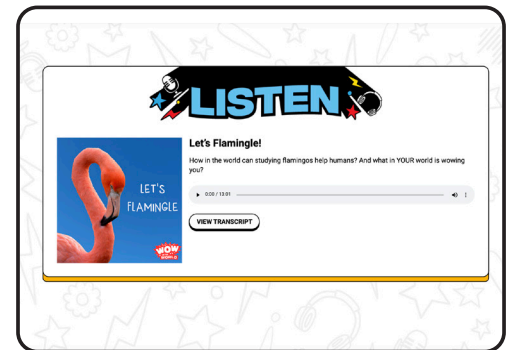 LISTEN
Let's Flamingle!
How in the world can studying flamingos help humans? And what in YOUR world is wowing
you?
LET'S
FLAMINGLE
0:00 / 13:01
WOW
WORLD
VIEW TRANSCRIPT